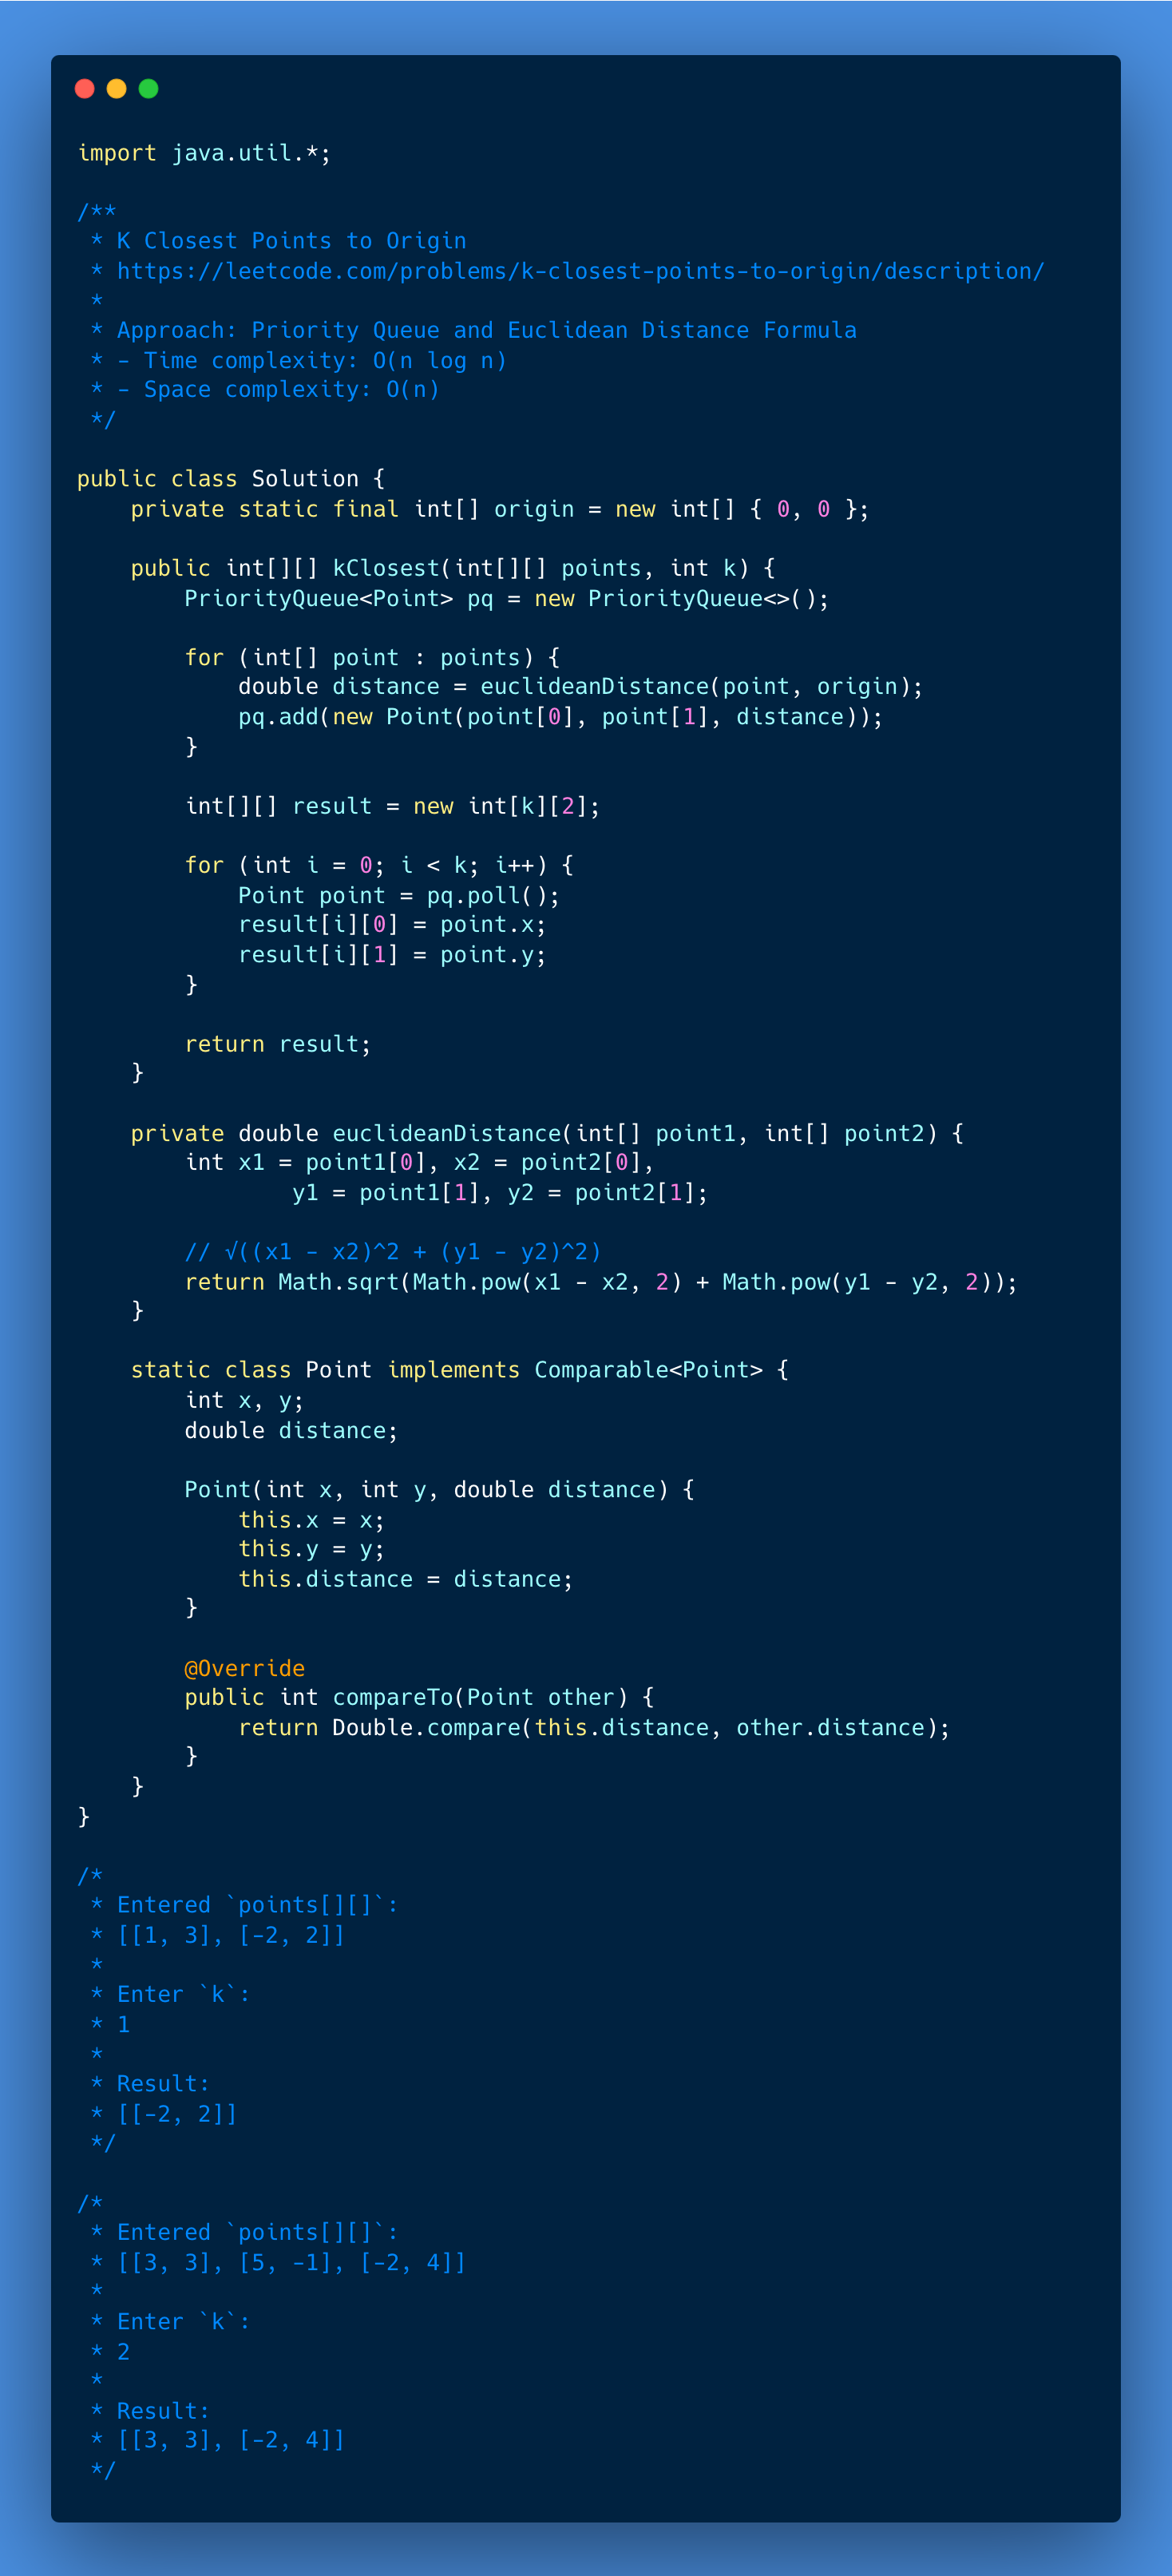 import java.util.*;

/**
 * K Closest Points to Origin
 * https://leetcode.com/problems/k-closest-points-to-origin/description/
 *
 * Approach: Priority Queue and Euclidean Distance Formula
 * - Time complexity: O(n log n)
 * - Space complexity: O(n)
 */

public class Solution {
    private static final int[] origin = new int[] { 0, 0 };

    public int[][] kClosest(int[][] points, int k) {
        PriorityQueue<Point> pq = new PriorityQueue<>();

        for (int[] point : points) {
            double distance = euclideanDistance(point, origin);
            pq.add(new Point(point[0], point[1], distance));
        }

        int[][] result = new int[k][2];

        for (int i = 0; i < k; i++) {
            Point point = pq.poll();
            result[i][0] = point.x;
            result[i][1] = point.y;
        }

        return result;
    }

    private double euclideanDistance(int[] point1, int[] point2) {
        int x1 = point1[0], x2 = point2[0],
                y1 = point1[1], y2 = point2[1];

        // √((x1 - x2)^2 + (y1 - y2)^2)
        return Math.sqrt(Math.pow(x1 - x2, 2) + Math.pow(y1 - y2, 2));
    }

    static class Point implements Comparable<Point> {
        int x, y;
        double distance;

        Point(int x, int y, double distance) {
            this.x = x;
            this.y = y;
            this.distance = distance;
        }

        @Override
        public int compareTo(Point other) {
            return Double.compare(this.distance, other.distance);
        }
    }
}

/*
 * Entered `points[][]`:
 * [[1, 3], [-2, 2]]
 *
 * Enter `k`:
 * 1
 *
 * Result:
 * [[-2, 2]]
 */

/*
 * Entered `points[][]`:
 * [[3, 3], [5, -1], [-2, 4]]
 *
 * Enter `k`:
 * 2
 *
 * Result:
 * [[3, 3], [-2, 4]]
 */